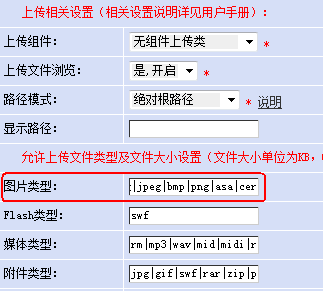 上传相关设置（相关设置说明详见用户手册）：
上传组件： 无组件上传类 *
上传文件浏览： 是,开启 *
路径模式： 绝对根路径 * 说明
显示路径：
允许上传文件类型及文件大小设置（文件大小单位为KB，
图片类型： |jpeg|bmp|png|asa|cer
Flash类型： swf
媒体类型： rm|mp3|wav|mid|midi|r
附件类型： jpg|gif|swf|rar|zip|p